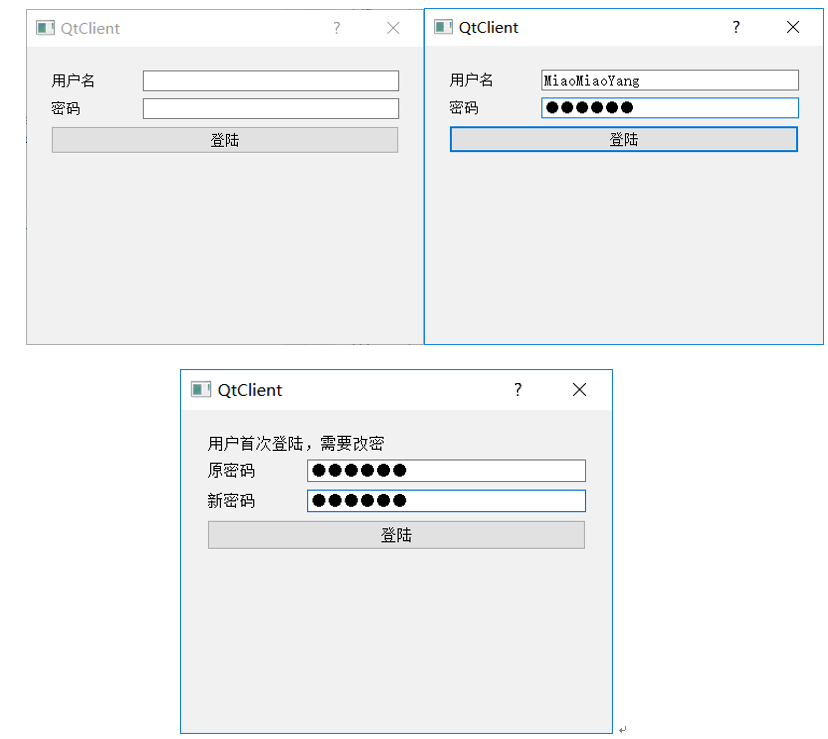 QtClient ?
用户名
密码
登陆
QtClient ?
用户名 MiaoMiaoYang
密码 ●●●●●●
登陆
QtClient ?
用户首次登陆，需要改密
原密码 ●●●●●●
新密码 ●●●●●●
登陆